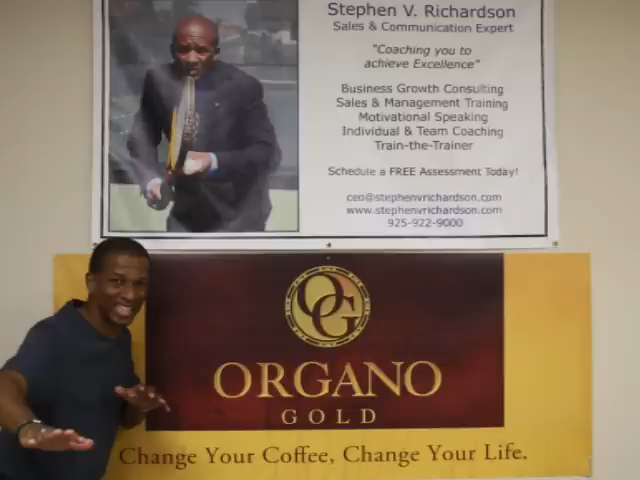 Stephen V. Richardson
Sales & Communication Expert
"Coaching you to
achieve Excellence"
Business Growth Consulting
Sales & Management Training
Motivational Speaking
Individual & Team Coaching
Train-the-Trainer
Schedule a FREE Assessment Today!
ceo@stephenvrichardson.com
www.stephenvrichardson.com
925-922-9000
OG
ORGANO
GOLD
Change Your Coffee, Change Your Life.